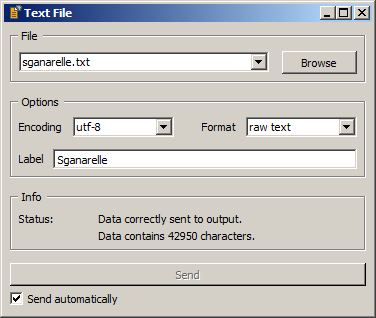 Text File
File
sganarelle.txt
Browse
Options
Encoding utf-8 Format raw text
Label Sganarelle
Info
Status: Data correctly sent to output.
Data contains 42950 characters.
Send
Send automatically